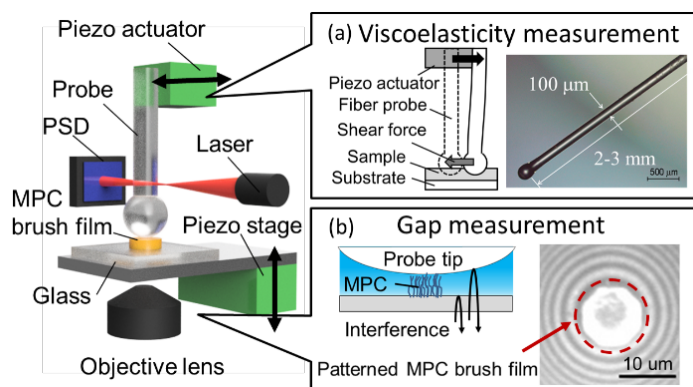 Piezo actuator
Probe
PSD
Laser
MPC
brush film
Piezo stage
Glass
Objective lens
(a) Viscoelasticity measurement
Piezo actuator
Fiber probe
Shear force
Sample
Substrate
100 μm
2-3 mm
500 μm
(b) Gap measurement
Probe tip
MPC
Interference
Patterned MPC brush film
10 um